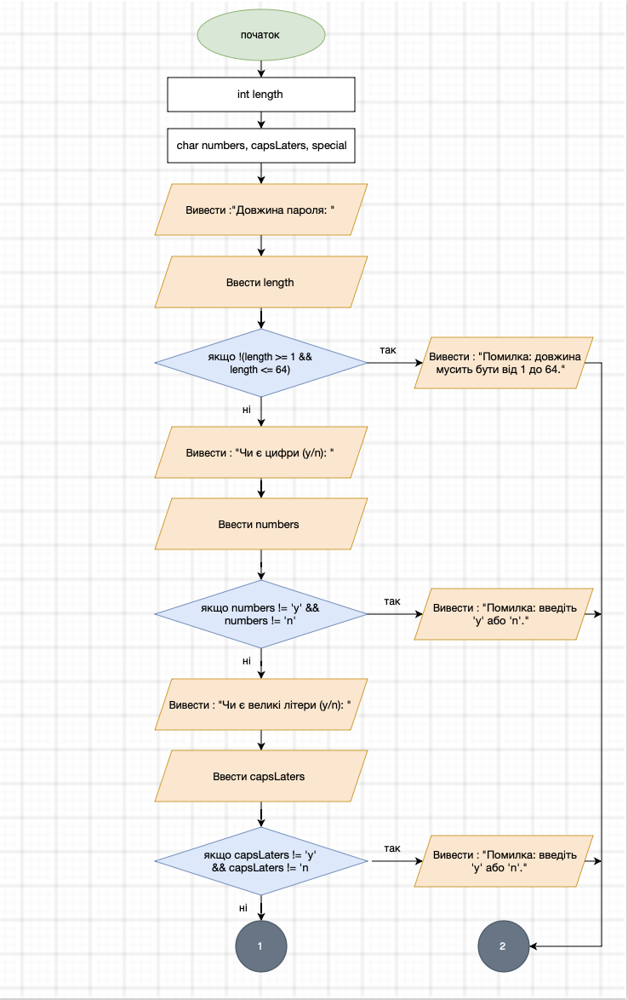 початок
int length
char numbers, capsLaters, special
Вивести :"Довжина пароля: "
Ввести length
якщо !(length >= 1 &&
length <= 64)
так
Вивести : "Помилка: довжина
мусить бути від 1 до 64."
ні
Вивести : "Чи є цифри (y/n): "
Ввести numbers
якщо numbers != 'y' &&
numbers != 'n'
так
Вивести : "Помилка: введіть
'y' або 'n'."
ні
Вивести : "Чи є великі літери (y/n): "
Ввести capsLaters
якщо capsLaters != 'y'
&& capsLaters != 'n
так
Вивести : "Помилка: введіть
'y' або 'n'."
ні
1
2